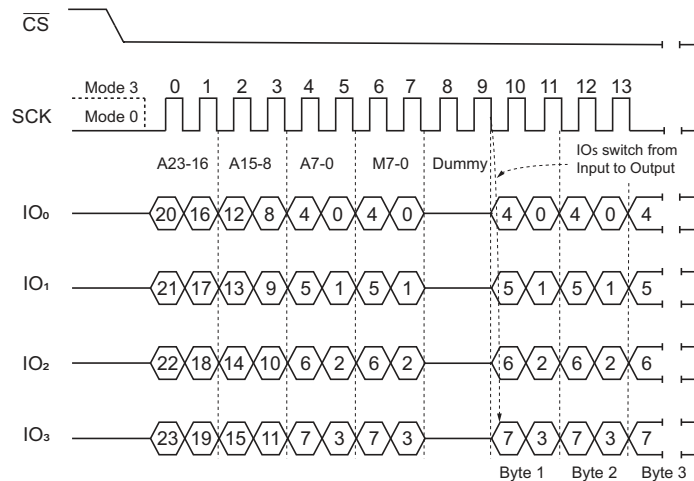 CS
Mode 3
0 1 2 3 4 5 6 7 8 9 10 11 12 13
SCK
Mode 0
A23-16 A15-8 A7-0 M7-0 Dummy
IOs switch from
Input to Output
IO₀ 20 16 12 8 4 0 4 0 4 0 4 0 4
IO₁ 21 17 13 9 5 1 5 1 5 1 5 1 5
IO₂ 22 18 14 10 6 2 6 2 6 2 6 2 6
IO₃ 23 19 15 11 7 3 7 3 7 3 7 3 7
Byte 1 Byte 2 Byte 3